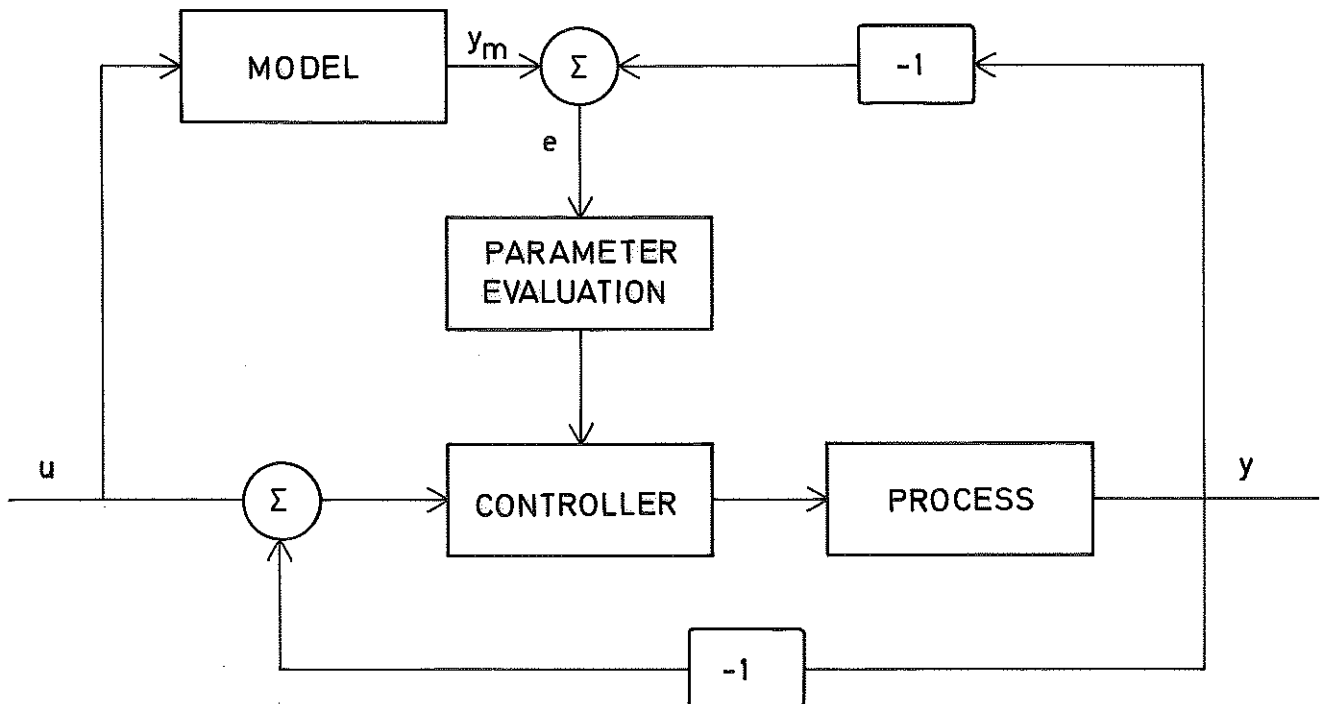 MODEL
y_m
Σ
-1
e
PARAMETER
EVALUATION
u
Σ
CONTROLLER
PROCESS
y
-1